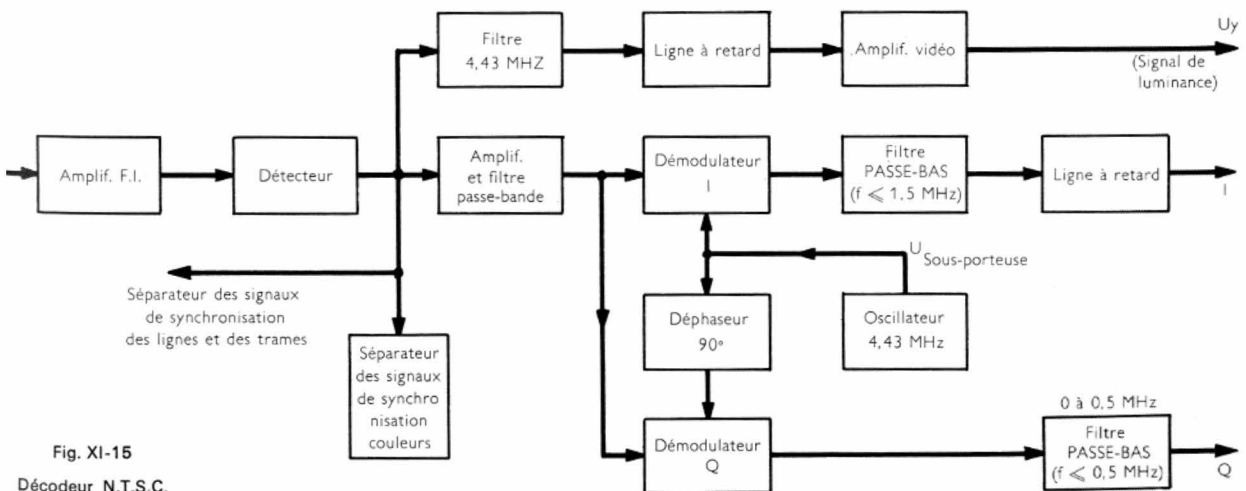 Filtre
4,43 MHZ
Ligne à retard
.Amplif. vidéo
Uy
(Signal de
luminance)
Amplif. F.I.
Détecteur
Amplif.
et filtre
passe-bande
Démodulateur
I
Filtre
PASSE-BAS
(f ⩽ 1,5 MHz)
Ligne à retard
I
U
Sous-porteuse
Séparateur des signaux
de synchronisation
des lignes et des trames
Séparateur
des signaux
de synchro
nisation
couleurs
Déphaseur
90°
Oscillateur
4,43 MHz
Démodulateur
Q
0 à 0,5 MHz
Filtre
PASSE-BAS
(f ⩽ 0,5 MHz)
Q
Fig. XI-15
Décodeur N.T.S.C.